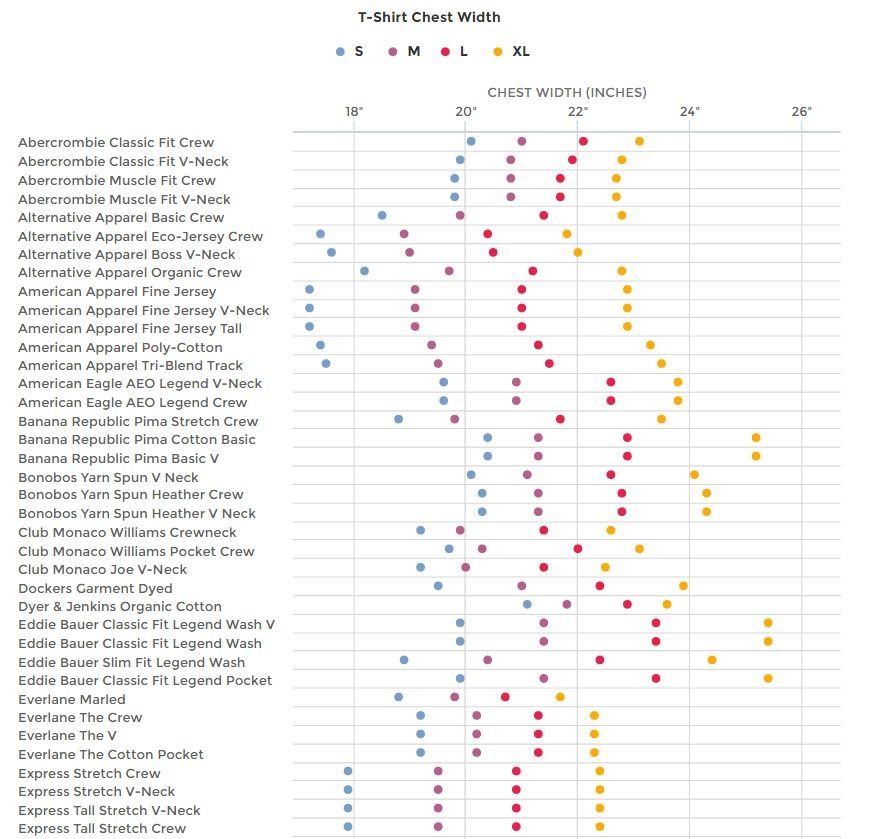 T-Shirt Chest Width
S M L XL
CHEST WIDTH (INCHES)
18" 20" 22" 24" 26"
Abercrombie Classic Fit Crew
Abercrombie Classic Fit V-Neck
Abercrombie Muscle Fit Crew
Abercrombie Muscle Fit V-Neck
Alternative Apparel Basic Crew
Alternative Apparel Eco-Jersey Crew
Alternative Apparel Boss V-Neck
Alternative Apparel Organic Crew
American Apparel Fine Jersey
American Apparel Fine Jersey V-Neck
American Apparel Fine Jersey Tall
American Apparel Poly-Cotton
American Apparel Tri-Blend Track
American Eagle AEO Legend V-Neck
American Eagle AEO Legend Crew
Banana Republic Pima Stretch Crew
Banana Republic Pima Cotton Basic
Banana Republic Pima Basic V
Bonobos Yarn Spun V Neck
Bonobos Yarn Spun Heather Crew
Bonobos Yarn Spun Heather V Neck
Club Monaco Williams Crewneck
Club Monaco Williams Pocket Crew
Club Monaco Joe V-Neck
Dockers Garment Dyed
Dyer & Jenkins Organic Cotton
Eddie Bauer Classic Fit Legend Wash V
Eddie Bauer Classic Fit Legend Wash
Eddie Bauer Slim Fit Legend Wash
Eddie Bauer Classic Fit Legend Pocket
Everlane Marled
Everlane The Crew
Everlane The V
Everlane The Cotton Pocket
Express Stretch Crew
Express Stretch V-Neck
Express Tall Stretch V-Neck
Express Tall Stretch Crew